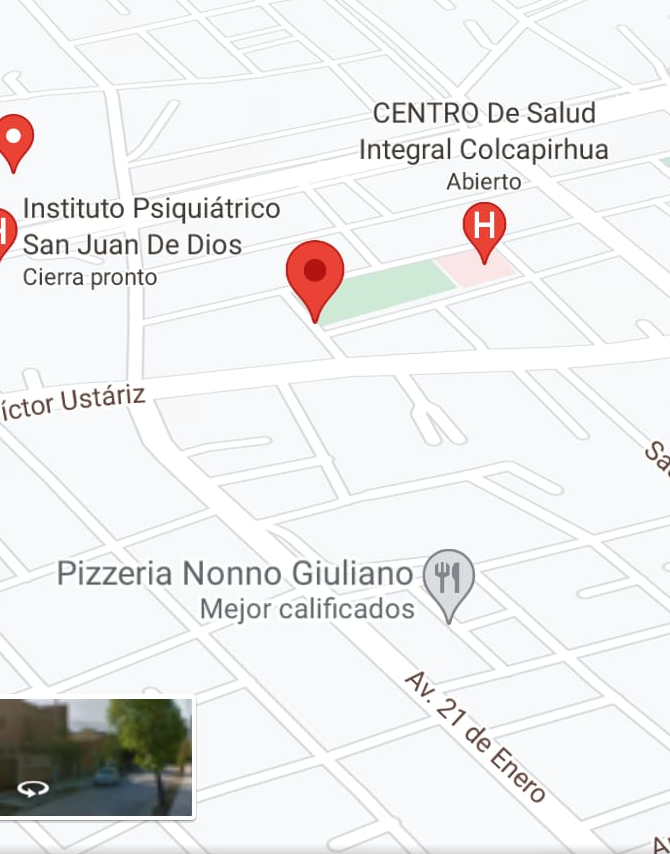 CENTRO De Salud
Integral Colcapirhua
Abierto
H
H
Instituto Psiquiátrico
San Juan De Dios
Cierra pronto
íctor Ustáriz
Sa
Pizzeria Nonno Giuliano
Mejor calificados
Av. 21 de Enero